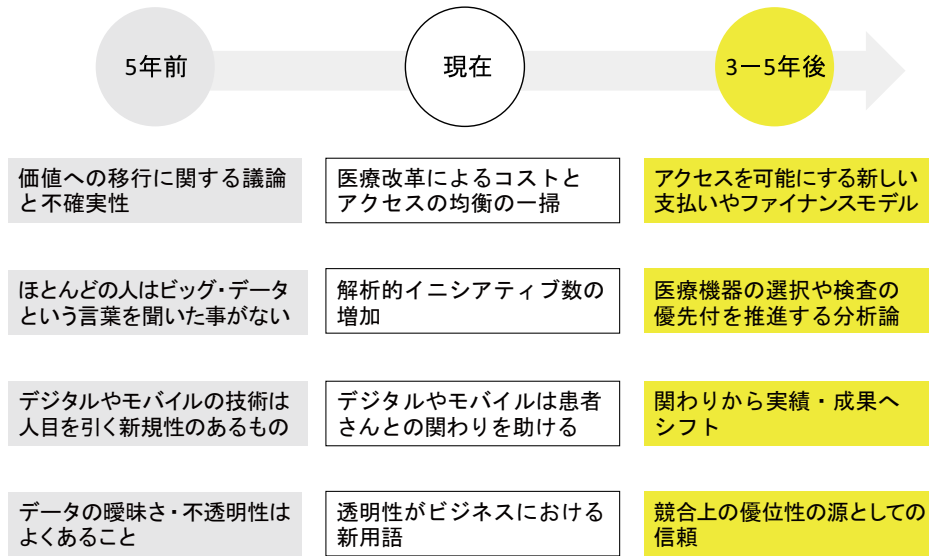 5年前
現在
3－5年後
価値への移行に関する議論
と不確実性
医療改革によるコストと
アクセスの均衡の一掃
アクセスを可能にする新しい
支払いやファイナンスモデル
ほとんどの人はビッグ・データ
という言葉を聞いた事がない
解析的イニシアティブ数の
増加
医療機器の選択や検査の
優先付を推進する分析論
デジタルやモバイルの技術は
人目を引く新規性のあるもの
デジタルやモバイルは患者
さんとの関わりを助ける
関わりから実績・成果へ
シフト
データの曖昧さ・不透明性は
よくあること
透明性がビジネスにおける
新用語
競合上の優位性の源としての
信頼